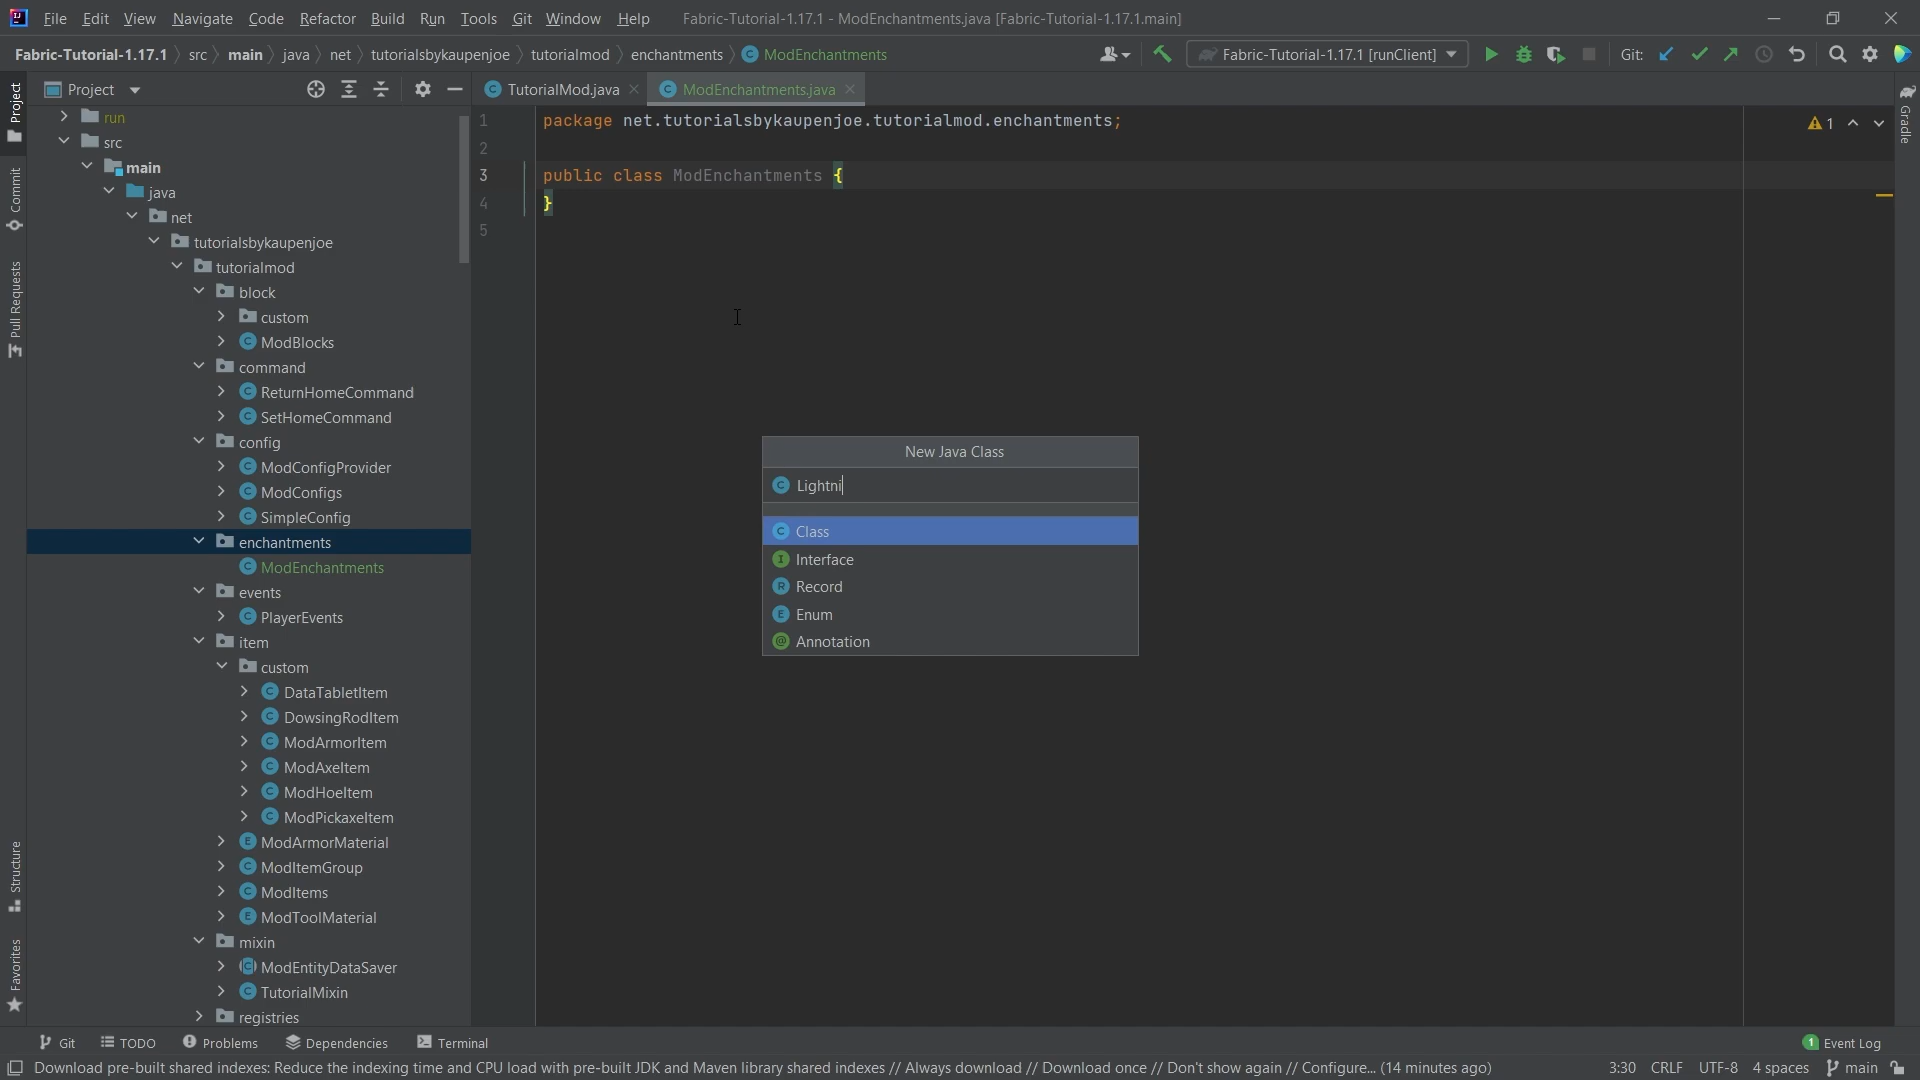 File Edit View Navigate Code Refactor Build Run Tools Git Window Help Fabric-Tutorial-1.17.1 - ModEnchantments.java [Fabric-Tutorial-1.17.1.main]
Fabric-Tutorial-1.17.1 src main java net tutorialsbykaupenjoe tutorialmod enchantments ModEnchantments Fabric-Tutorial-1.17.1 [runClient] Git:
Project TutorialMod.java ModEnchantments.java
Project
Commit
Pull Requests
Structure
Favorites
run
src
main
java
net
tutorialsbykaupenjoe
tutorialmod
block
custom
ModBlocks
command
ReturnHomeCommand
SetHomeCommand
config
ModConfigProvider
ModConfigs
SimpleConfig
enchantments
ModEnchantments
events
PlayerEvents
item
custom
DataTabletItem
DowsingRodItem
ModArmorItem
ModAxeItem
ModHoeItem
ModPickaxeItem
ModArmorMaterial
ModItemGroup
ModItems
ModToolMaterial
mixin
ModEntityDataSaver
TutorialMixin
registries
1 package net.tutorialsbykaupenjoe.tutorialmod.enchantments;
2
3 public class ModEnchantments {
4 }
5
1
Gradle
New Java Class
Lightni
Class
Interface
Record
Enum
Annotation
Git TODO Problems Dependencies Terminal 1 Event Log
Download pre-built shared indexes: Reduce the indexing time and CPU load with pre-built JDK and Maven library shared indexes // Always download // Download once // Don't show again // Configure... (14 minutes ago) 3:30 CRLF UTF-8 4 spaces main